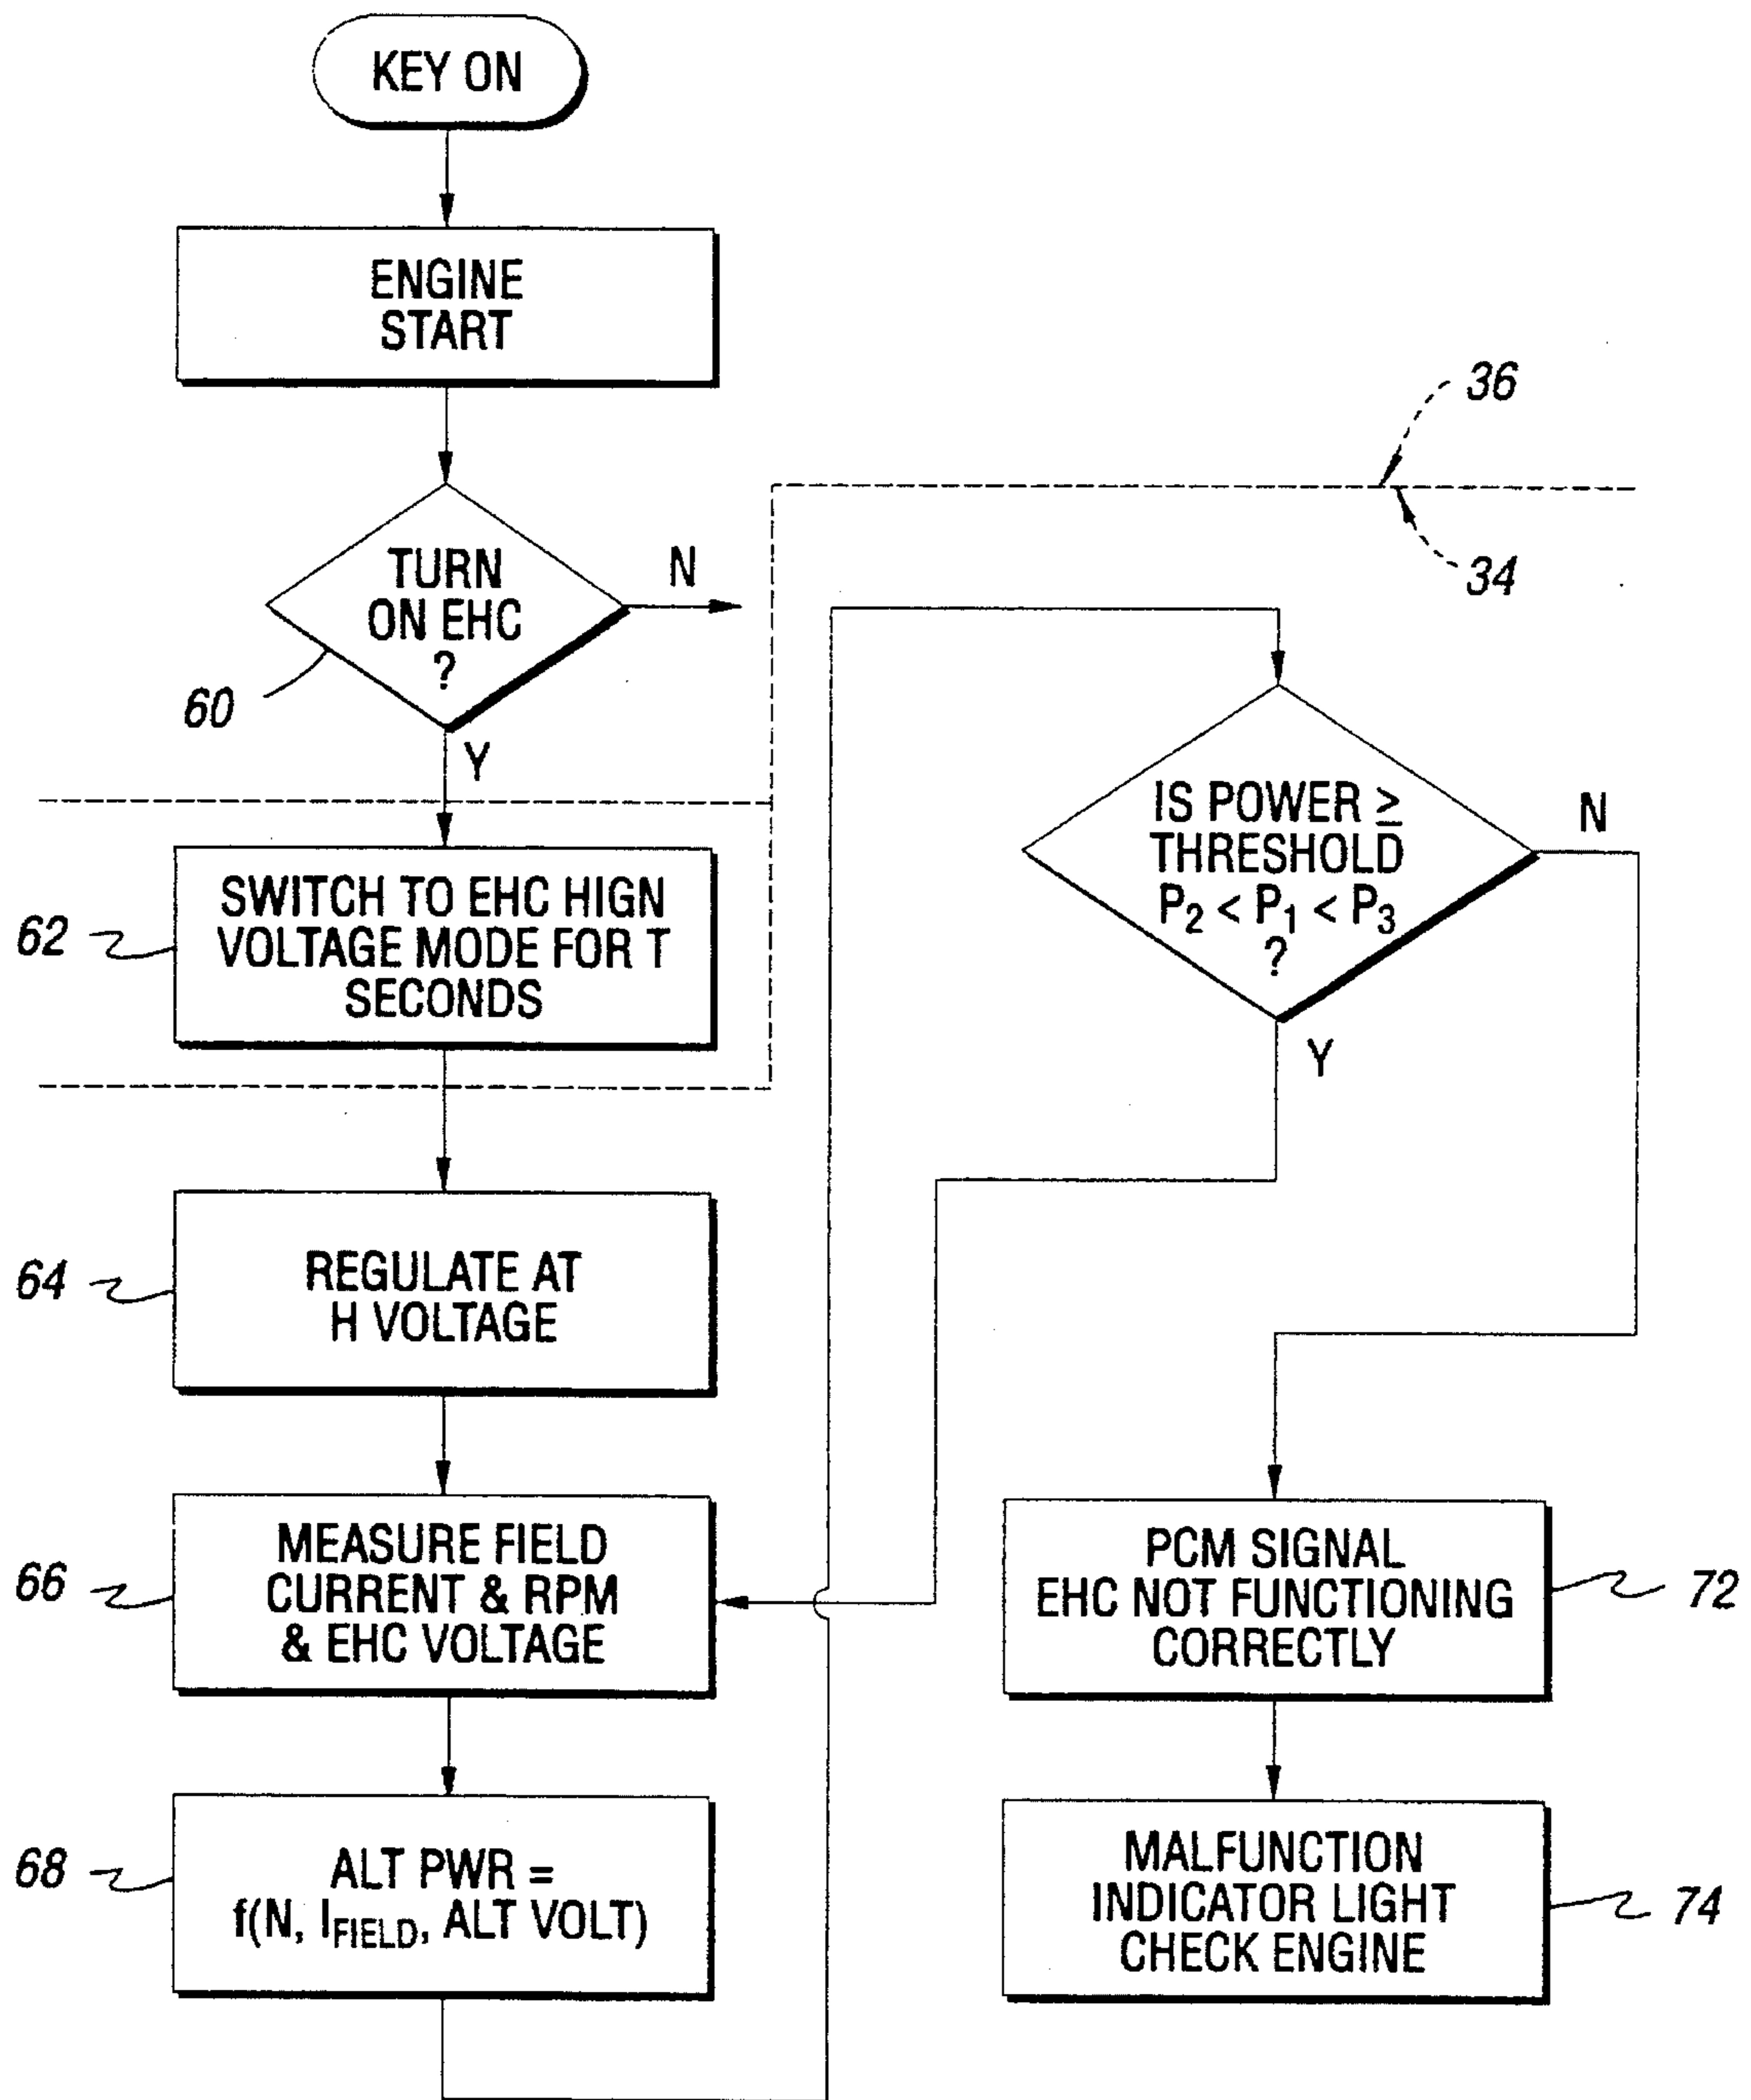 KEY ON
ENGINE
START
36
34
TURN
ON EHC
?
N
60
Y
62
SWITCH TO EHC HIGN
VOLTAGE MODE FOR T
SECONDS
IS POWER ≥
THRESHOLD
P2 < P1 < P3
?
N
Y
64
REGULATE AT
H VOLTAGE
66
MEASURE FIELD
CURRENT & RPM
& EHC VOLTAGE
68
ALT PWR =
f(N, IFIELD, ALT VOLT)
PCM SIGNAL
EHC NOT FUNCTIONING
CORRECTLY
72
MALFUNCTION
INDICATOR LIGHT
CHECK ENGINE
74